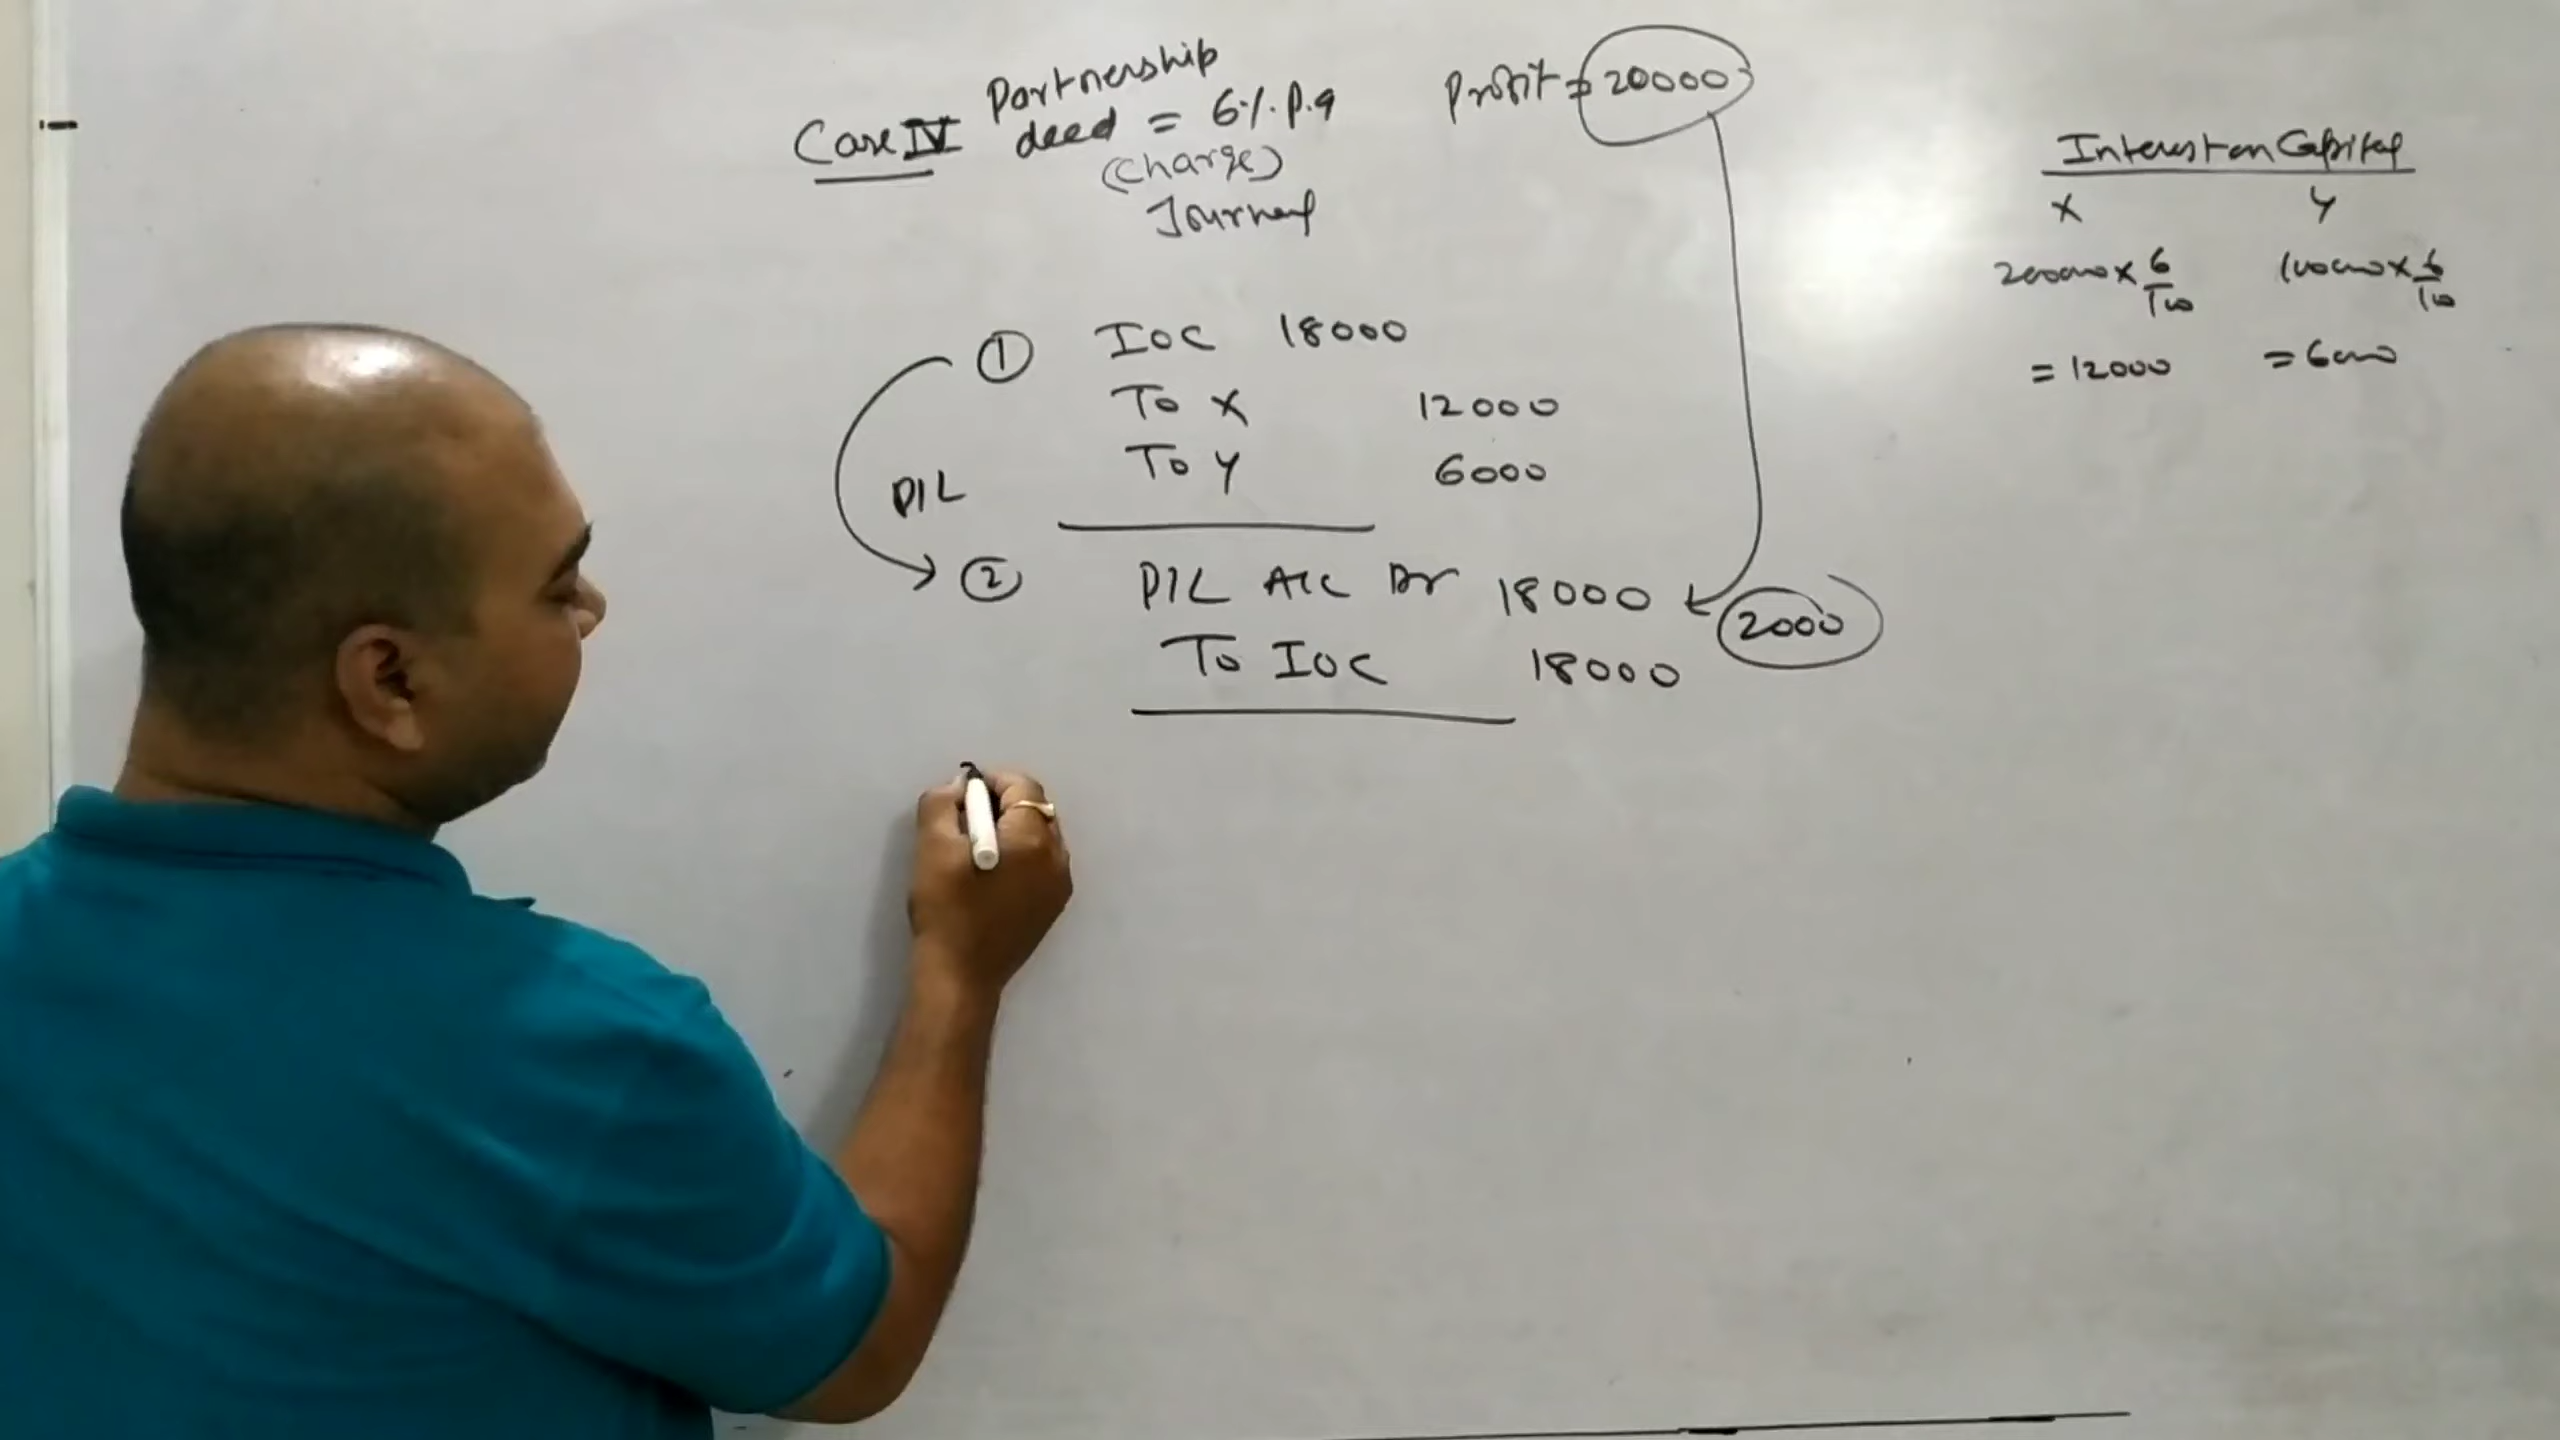 Case IV Partnership deed = 6% P.a
(Charge)
Profit = 20000
Journal
① IOC 18000
To X 12000
To Y 6000
P/L
② P/L A/c Dr 18000
2000
To IOC 18000
Interest on Capital
X Y
200000 x 6/100 100000 x 6/100
= 12000 = 6000